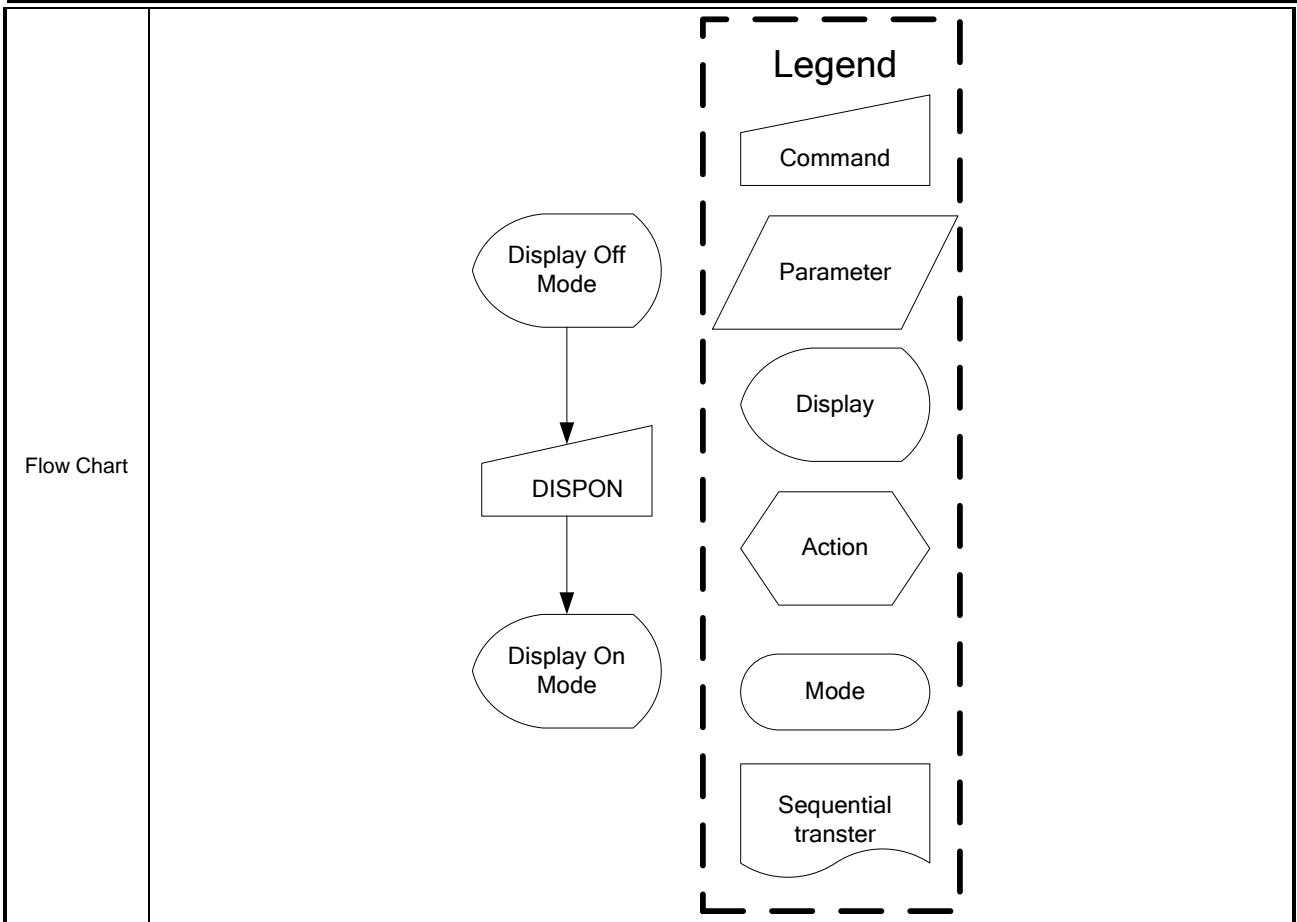 Flow Chart
Display Off
Mode
DISPON
Display On
Mode
Legend
Command
Parameter
Display
Action
Mode
Sequential
transter